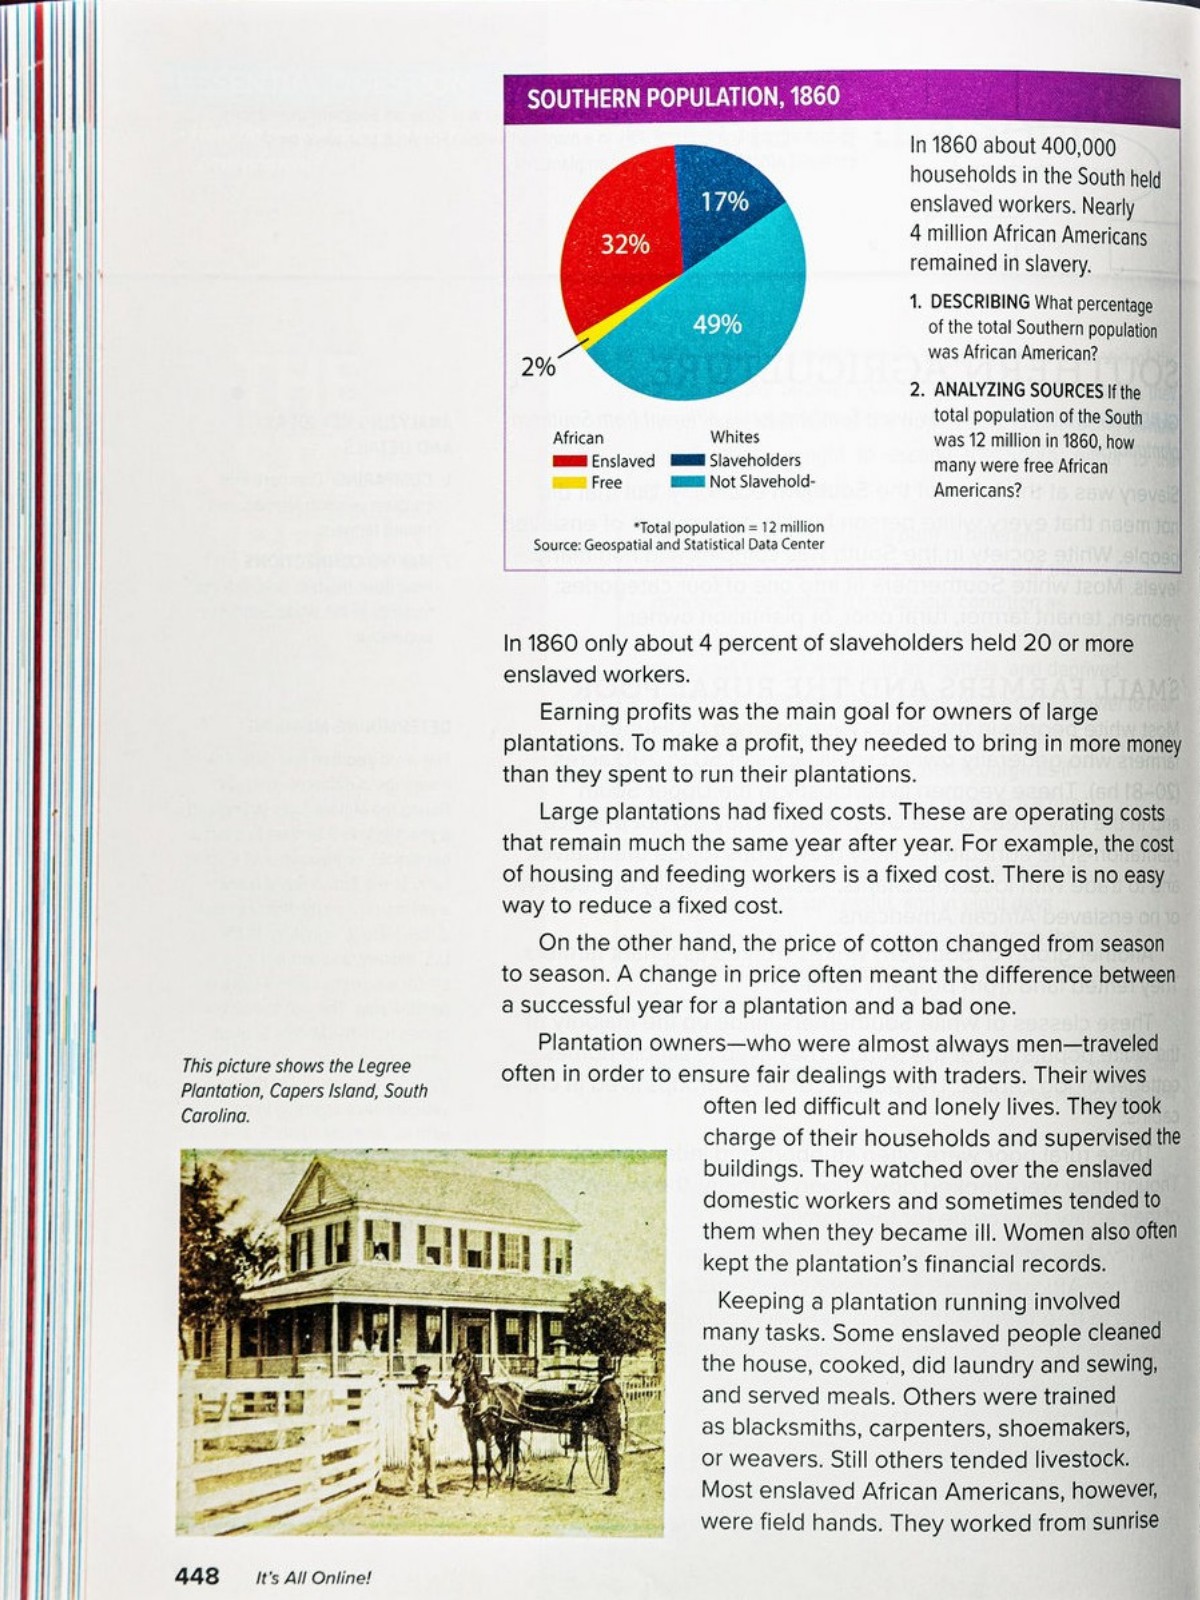 SOUTHERN POPULATION, 1860
17%
32%
49%
2%
African
Enslaved
Free
Whites
Slaveholders
Not Slavehold-
*Total population = 12 million
Source: Geospatial and Statistical Data Center
In 1860 about 400,000
households in the South held
enslaved workers. Nearly
4 million African Americans
remained in slavery.
1. DESCRIBING What percentage
of the total Southern population
was African American?
2. ANALYZING SOURCES If the
total population of the South
was 12 million in 1860, how
many were free African
Americans?
In 1860 only about 4 percent of slaveholders held 20 or more
enslaved workers.
Earning profits was the main goal for owners of large
plantations. To make a profit, they needed to bring in more money
than they spent to run their plantations.
Large plantations had fixed costs. These are operating costs
that remain much the same year after year. For example, the cost
of housing and feeding workers is a fixed cost. There is no easy
way to reduce a fixed cost.
On the other hand, the price of cotton changed from season
to season. A change in price often meant the difference between
a successful year for a plantation and a bad one.
Plantation owners—who were almost always men—traveled
often in order to ensure fair dealings with traders. Their wives
often led difficult and lonely lives. They took
charge of their households and supervised the
buildings. They watched over the enslaved
domestic workers and sometimes tended to
them when they became ill. Women also often
kept the plantation's financial records.
Keeping a plantation running involved
many tasks. Some enslaved people cleaned
the house, cooked, did laundry and sewing,
and served meals. Others were trained
as blacksmiths, carpenters, shoemakers,
or weavers. Still others tended livestock.
Most enslaved African Americans, however,
were field hands. They worked from sunrise
This picture shows the Legree
Plantation, Capers Island, South
Carolina.
448 It's All Online!